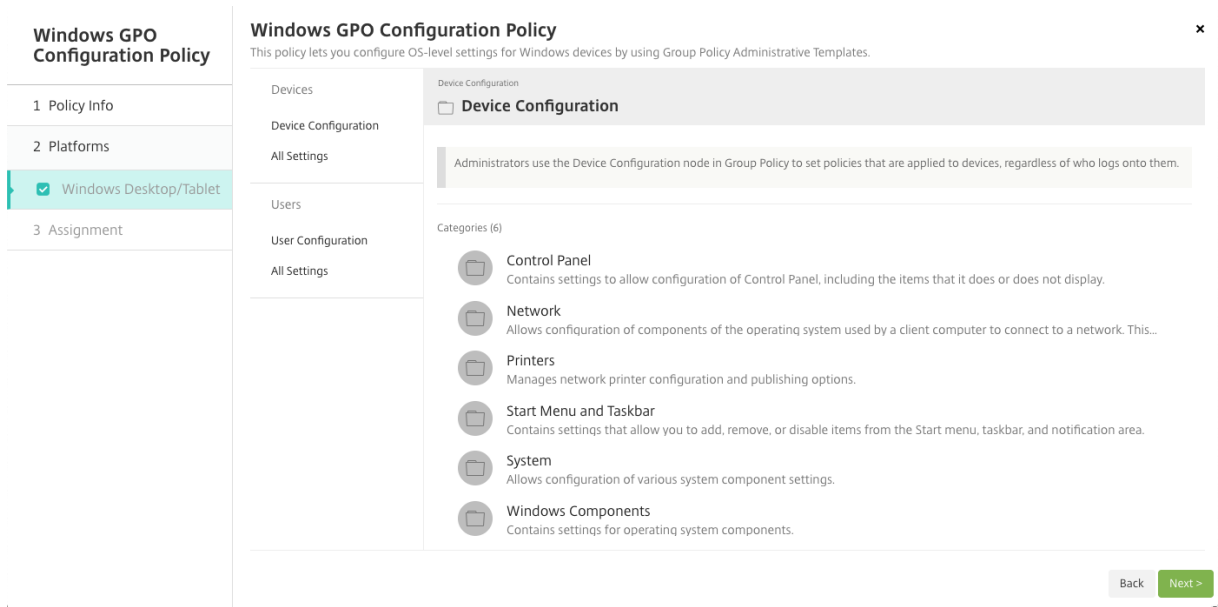 Windows GPO
Configuration Policy
1 Policy Info
2 Platforms
Windows Desktop/Tablet
3 Assignment
Windows GPO Configuration Policy
This policy lets you configure OS-level settings for Windows devices by using Group Policy Administrative Templates.
Devices
Device Configuration
All Settings
Users
User Configuration
All Settings
Device Configuration
Device Configuration
Administrators use the Device Configuration node in Group Policy to set policies that are applied to devices, regardless of who logs onto them.
Categories (6)
Control Panel
Contains settings to allow configuration of Control Panel, including the items that it does or does not display.
Network
Allows configuration of components of the operating system used by a client computer to connect to a network. This...
Printers
Manages network printer configuration and publishing options.
Start Menu and Taskbar
Contains settings that allow you to add, remove, or disable items from the Start menu, taskbar, and notification area.
System
Allows configuration of various system component settings.
Windows Components
Contains settings for operating system components.
Back
Next >